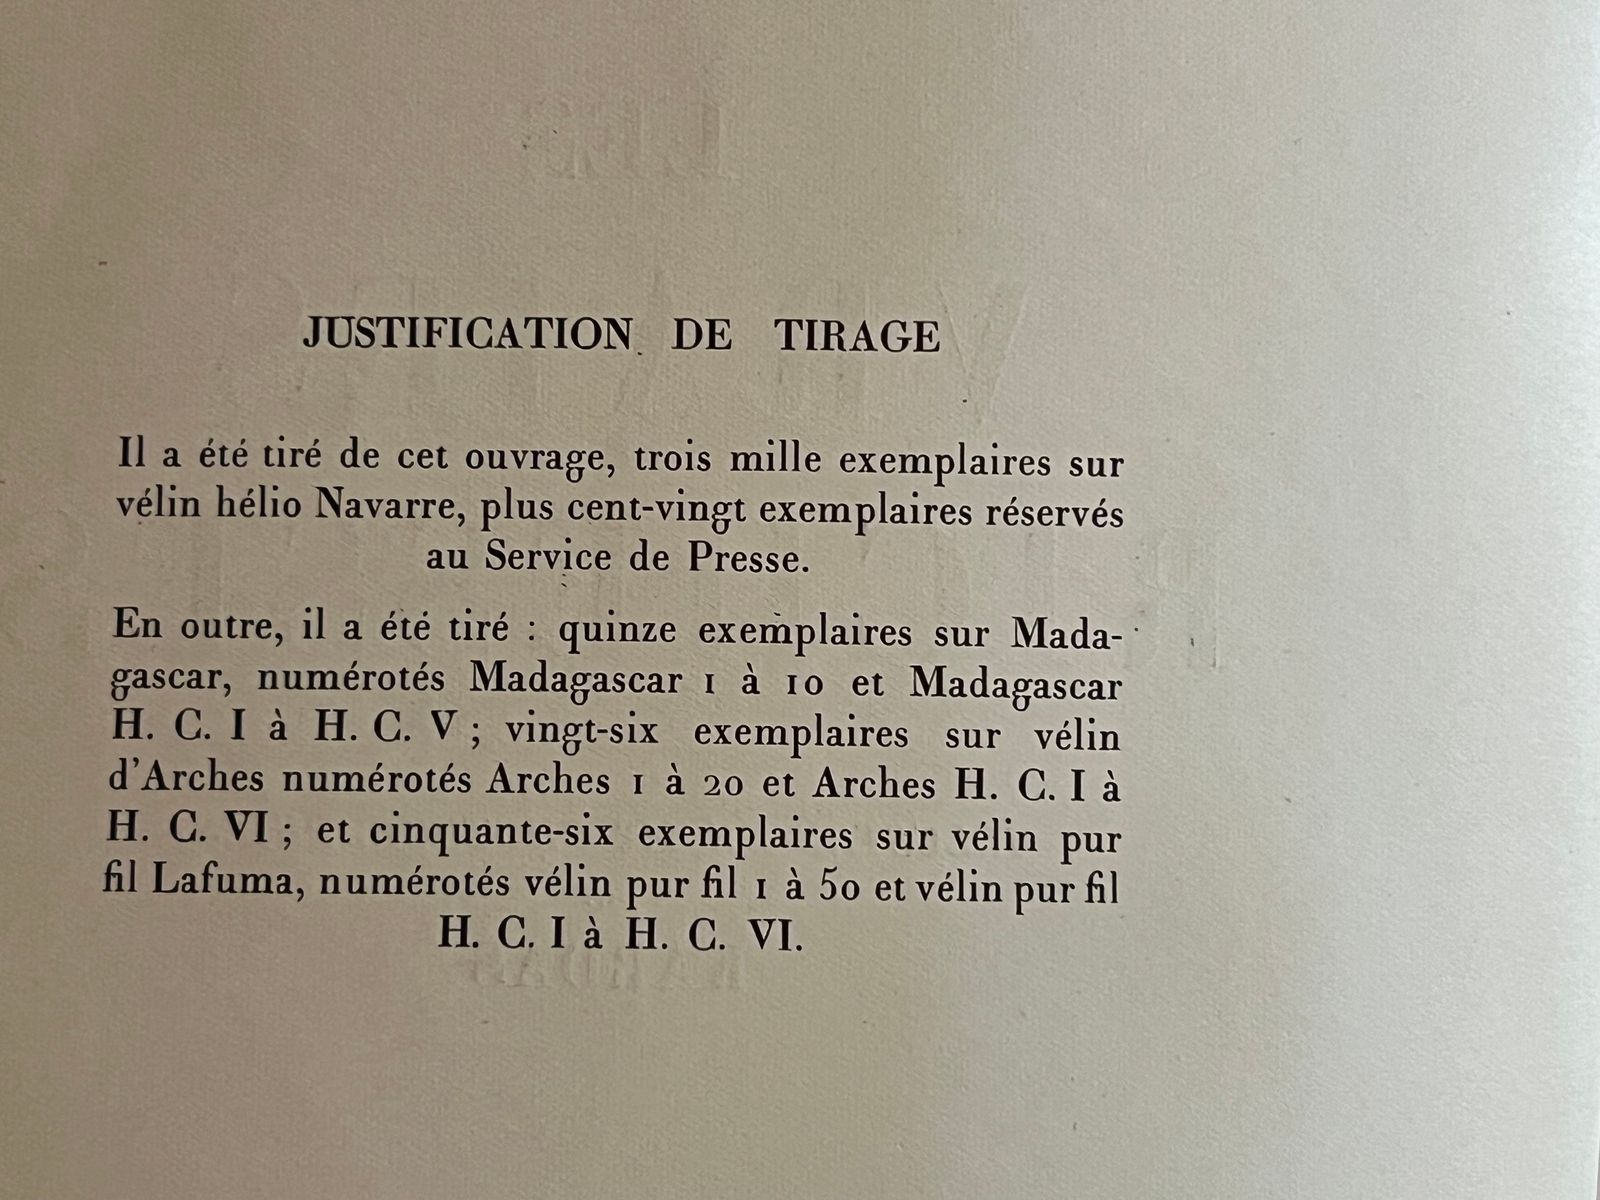 JUSTIFICATION DE TIRAGE
Il a été tiré de cet ouvrage, trois mille exemplaires sur
vélin hélio Navarre, plus cent-vingt exemplaires réservés
au Service de Presse.
En outre, il a été tiré : quinze exemplaires sur Mada-
gascar, numérotés Madagascar 1 à 10 et Madagascar
H. C. I à H. C. V ; vingt-six exemplaires sur vélin
d'Arches numérotés Arches 1 à 20 et Arches H. C. I à
H. C. VI ; et cinquante-six exemplaires sur vélin pur
fil Lafuma, numérotés vélin pur fil 1 à 50 et vélin pur fil
H. C. I à H. C. VI.